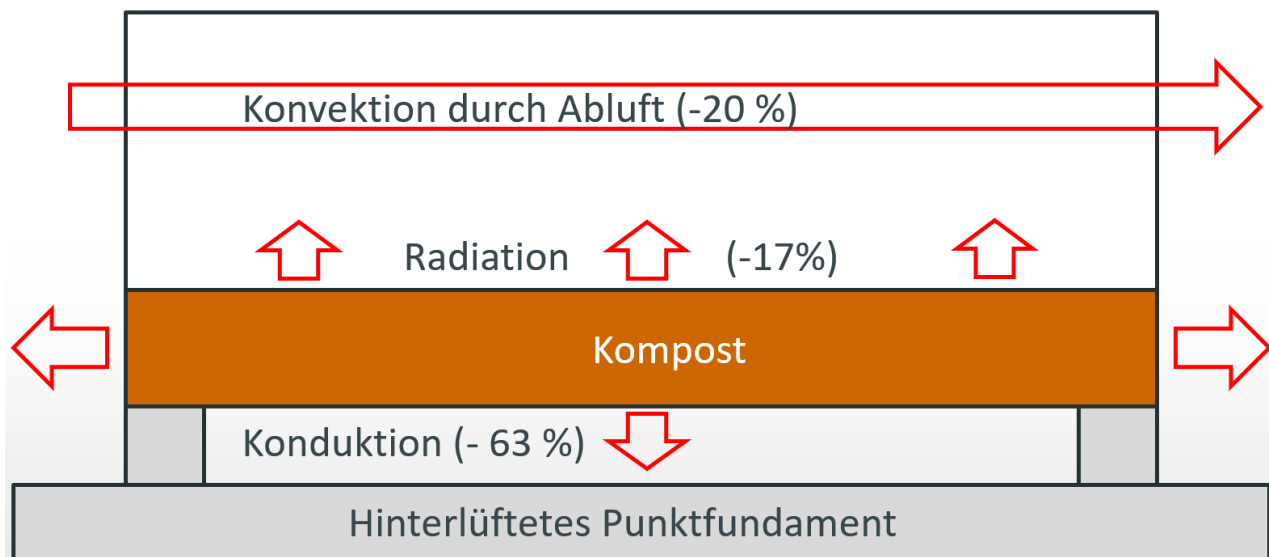 Konvektion durch Abluft (-20 %)
Radiation (-17%)
Kompost
Konduktion (- 63 %)
Hinterlüftetes Punktfundament